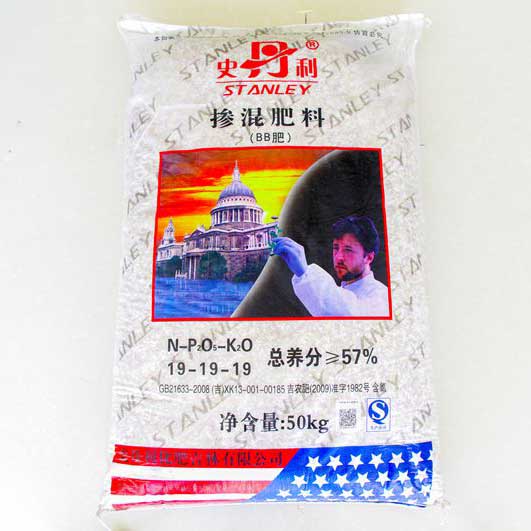 史丹利®
STANLEY
掺混肥料
(BB肥)
N-P₂O₅-K₂O
19-19-19
总养分≥57%
GB21633-2008 (吉)XK13-001-00185 吉农肥(2009)准字1982号 含氯
净含量:50kg